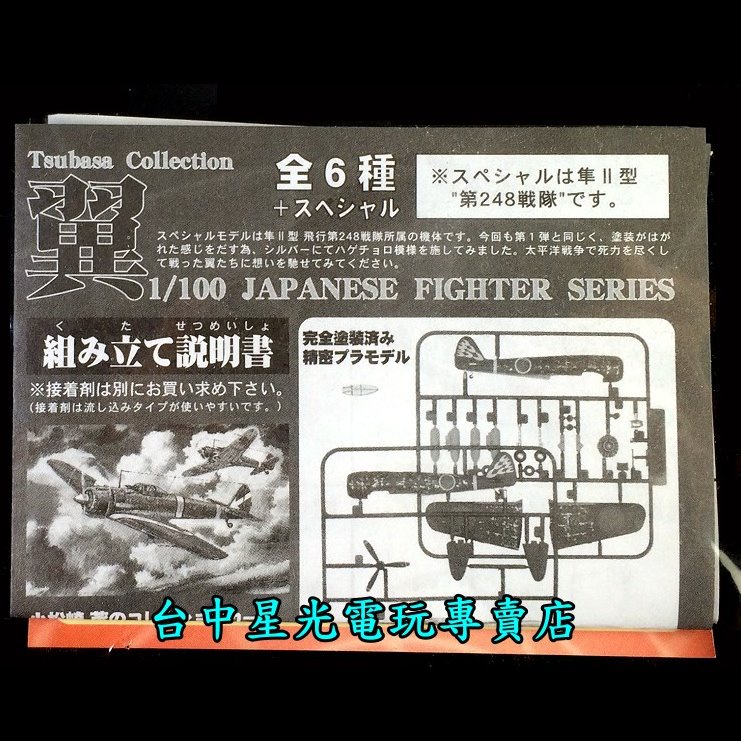 Tsubasa Collection
翼
全6種
+スペシャル
※スペシャルは隼Ⅱ型
"第248戦隊"です。
スペシャルモデルは隼Ⅱ型 飛行第248戦隊所属の機体です。今回も第1弾と同じく、塗装がはが
れた感じをだす為、シルバーにてハゲチョロ模様を施してみました。太平洋戦争で死力を尽くし
て戦った翼たちに想いを馳せてみてください。
1/100 JAPANESE FIGHTER SERIES
く た せつめいしょ
組み立て説明書
※接着剤は別にお買い求め下さい。
(接着剤は流し込みタイプが使いやすいです。)
完全塗装済み
精密プラモデル
台中星光電玩專賣店